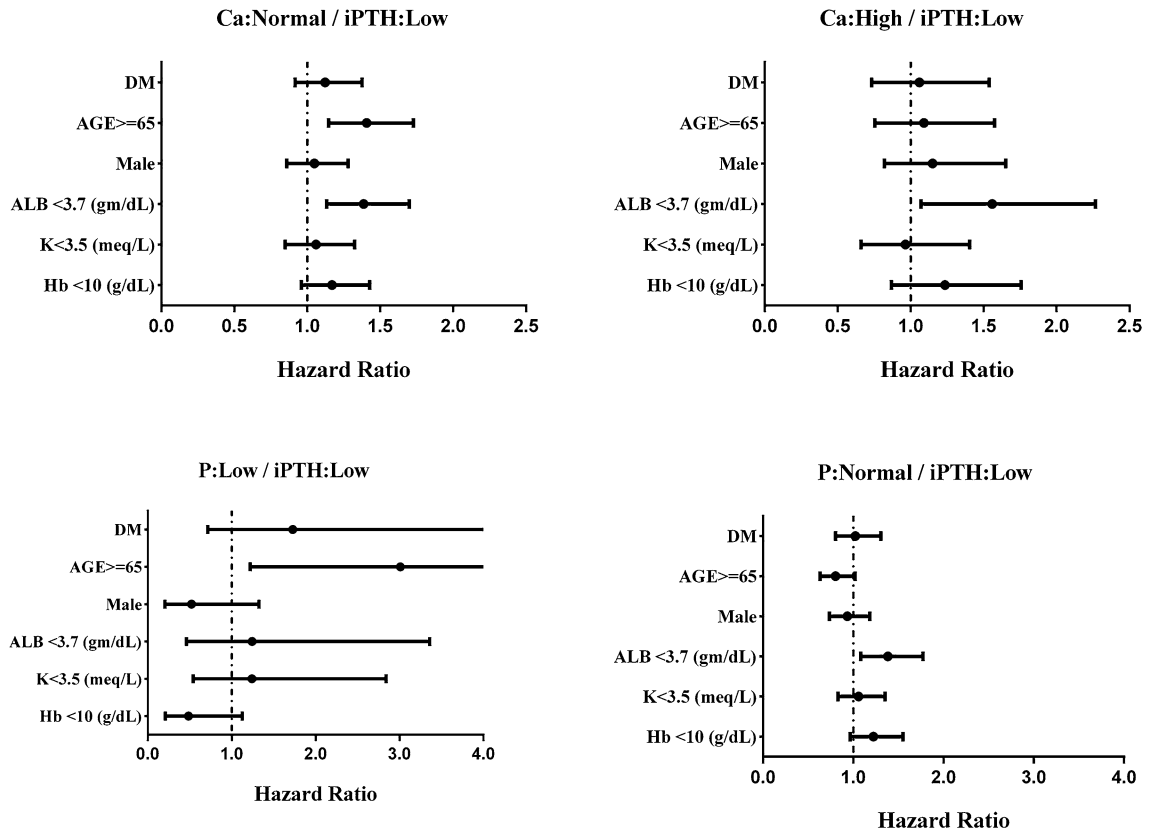 Ca:Normal / iPTH:Low
DM
AGE>=65
Male
ALB <3.7 (gm/dL)
K<3.5 (meq/L)
Hb <10 (g/dL)
0.0 0.5 1.0 1.5 2.0 2.5
Hazard Ratio
Ca:High / iPTH:Low
DM
AGE>=65
Male
ALB <3.7 (gm/dL)
K<3.5 (meq/L)
Hb <10 (g/dL)
0.0 0.5 1.0 1.5 2.0 2.5
Hazard Ratio
P:Low / iPTH:Low
DM
AGE>=65
Male
ALB <3.7 (gm/dL)
K<3.5 (meq/L)
Hb <10 (g/dL)
0.0 1.0 2.0 3.0 4.0
Hazard Ratio
P:Normal / iPTH:Low
DM
AGE>=65
Male
ALB <3.7 (gm/dL)
K<3.5 (meq/L)
Hb <10 (g/dL)
0.0 1.0 2.0 3.0 4.0
Hazard Ratio